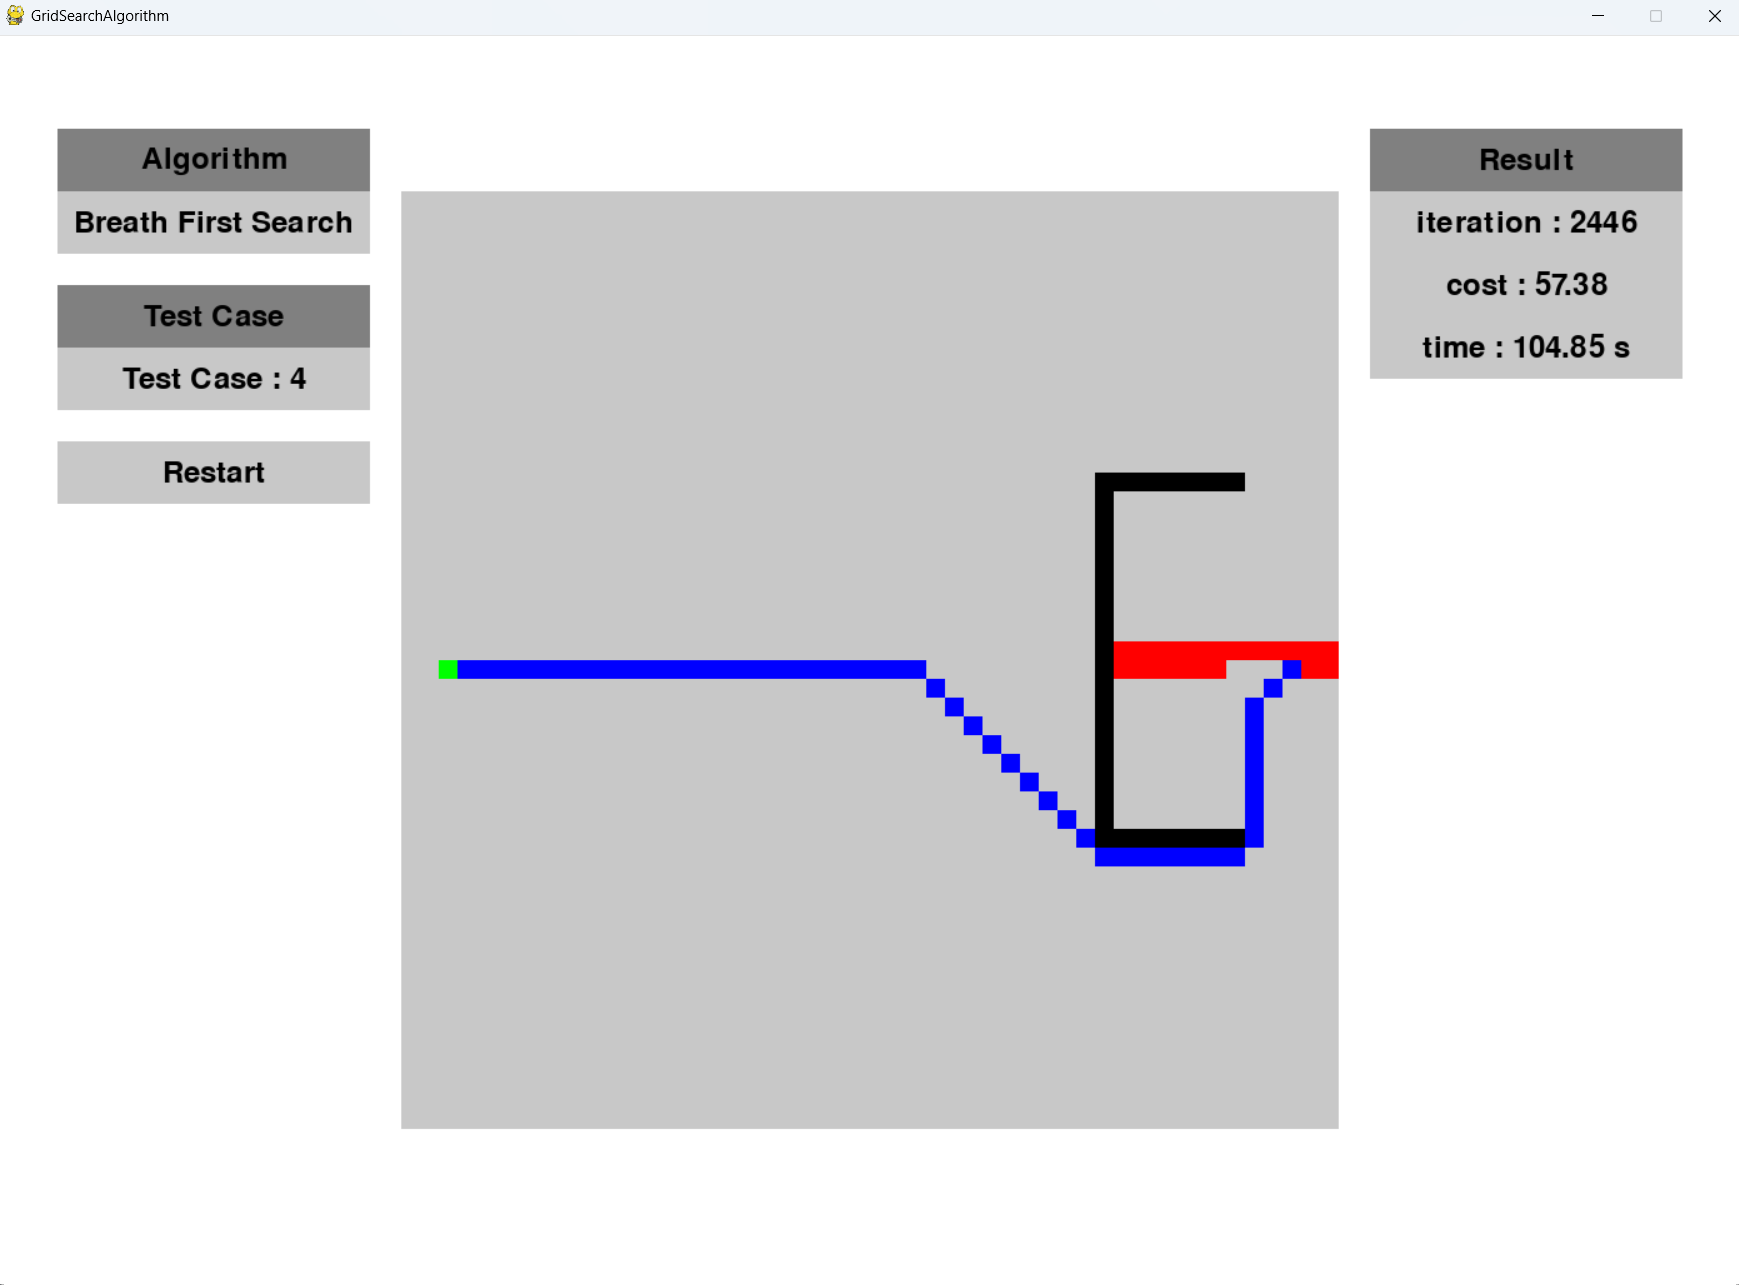 GridSearchAlgorithm
Algorithm
Breath First Search
Test Case
Test Case : 4
Restart
Result
iteration : 2446
cost : 57.38
time : 104.85 s